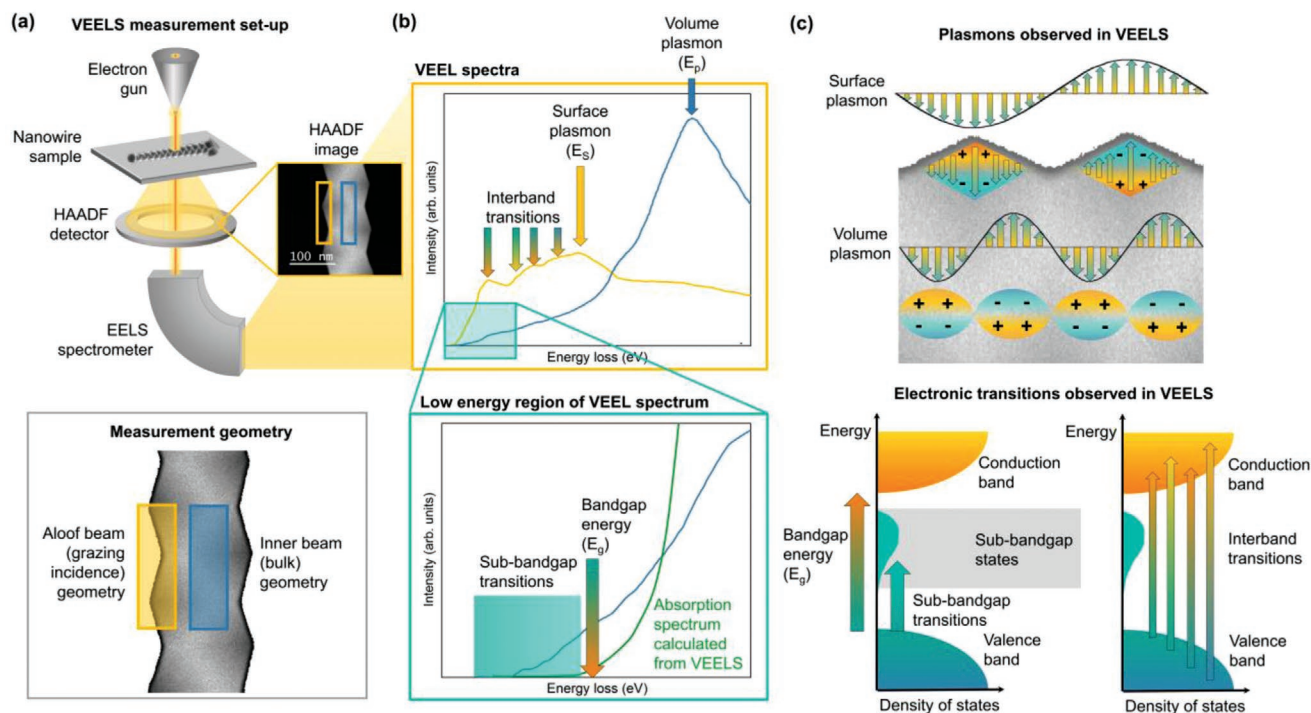 (a)
VEELS measurement set-up
Electron
gun
Nanowire
sample
HAADF
detector
EELS
spectrometer
HAADF
image
100 nm
Measurement geometry
Aloof beam
(grazing
incidence)
geometry
Inner beam
(bulk)
geometry
(b)
VEEL spectra
Volume
plasmon
(Ep)
Surface
plasmon
(ES)
Interband
transitions
Intensity (arb. units)
Energy loss (eV)
Low energy region of VEEL spectrum
Bandgap
energy
(Eg)
Sub-bandgap
transitions
Absorption
spectrum
calculated
from VEELS
Intensity (arb. units)
Energy loss (eV)
(c)
Plasmons observed in VEELS
Surface
plasmon
+ + - -
- - + +
Volume
plasmon
+ + - - + + - -
- - + + - - + +
Electronic transitions observed in VEELS
Energy
Conduction
band
Bandgap
energy
(Eg)
Sub-bandgap
states
Sub-bandgap
transitions
Valence
band
Density of states
Energy
Conduction
band
Interband
transitions
Valence
band
Density of states